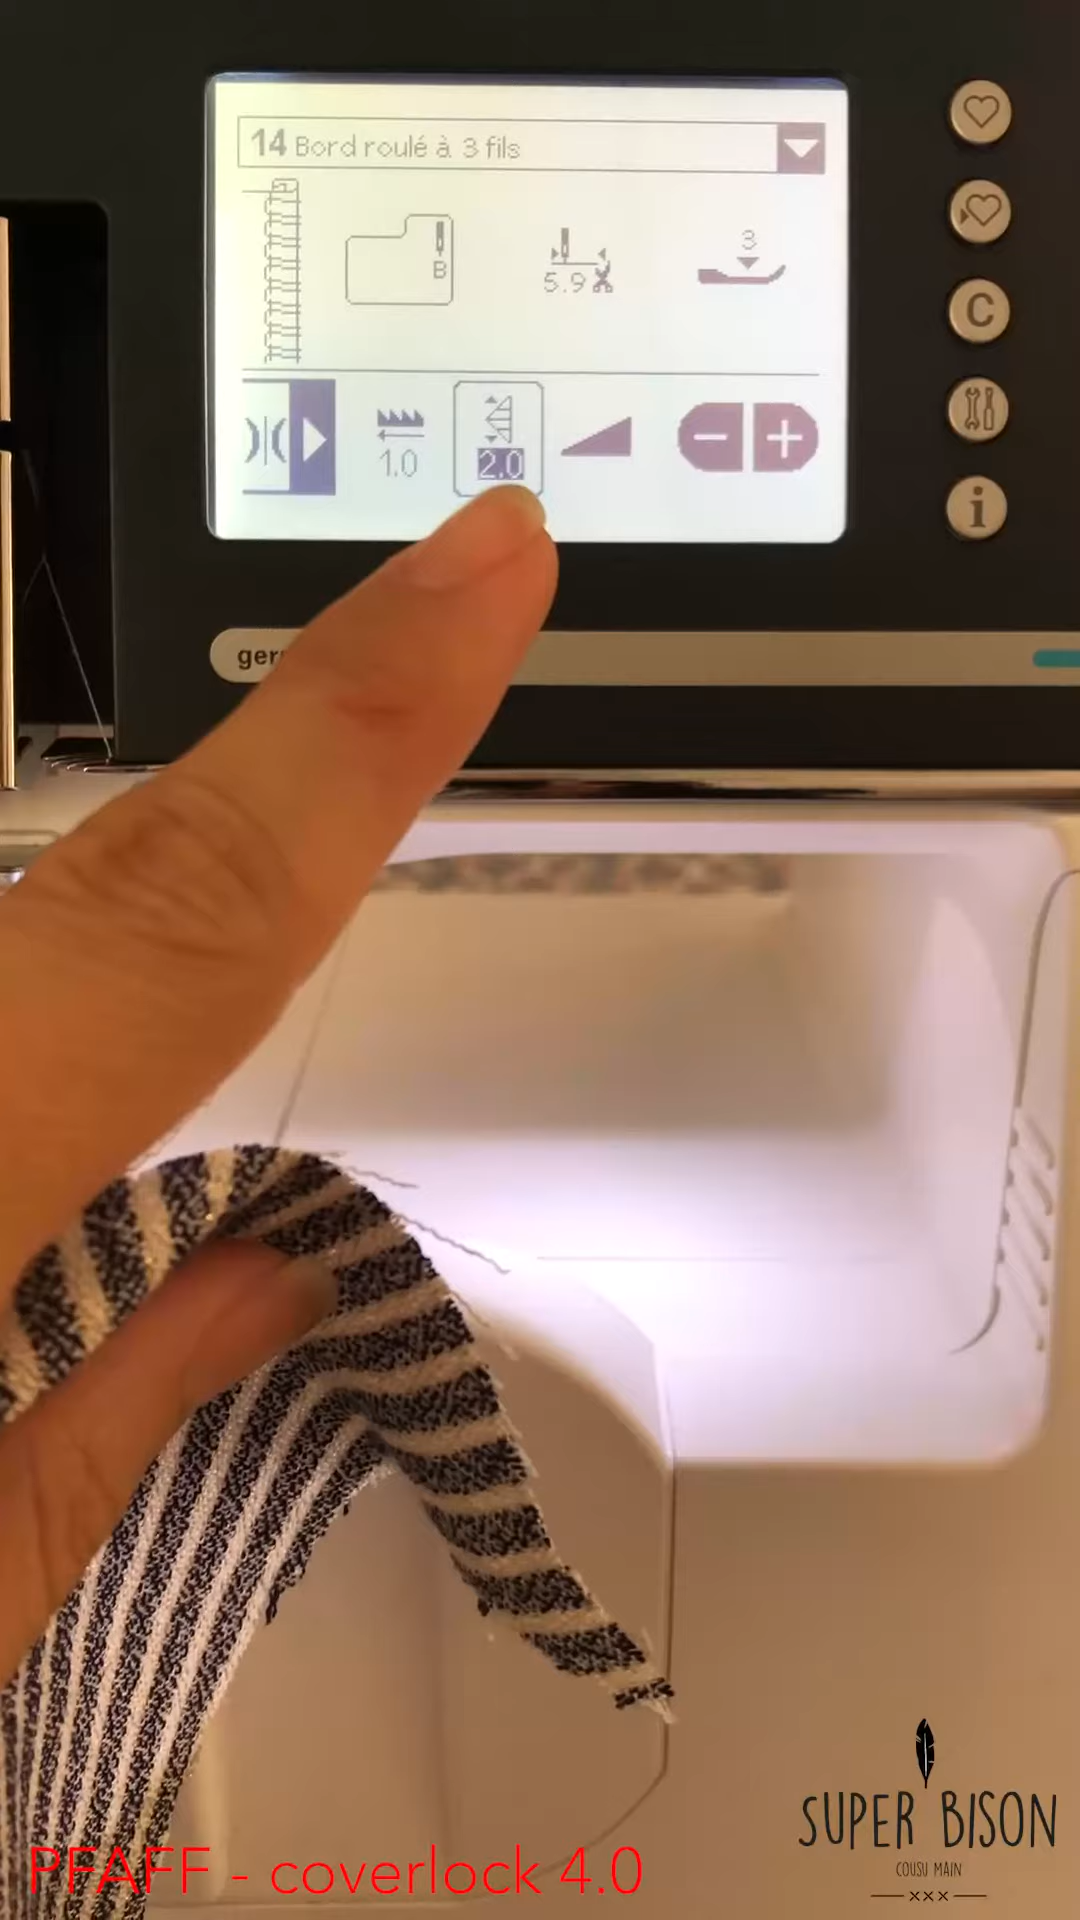 14 Bord roulé à 3 fils
B
5.9
3
1.0
2.0
C
i
SUPER BISON
COUSU MAIN
xxx
PFAFF - coverlock 4.0